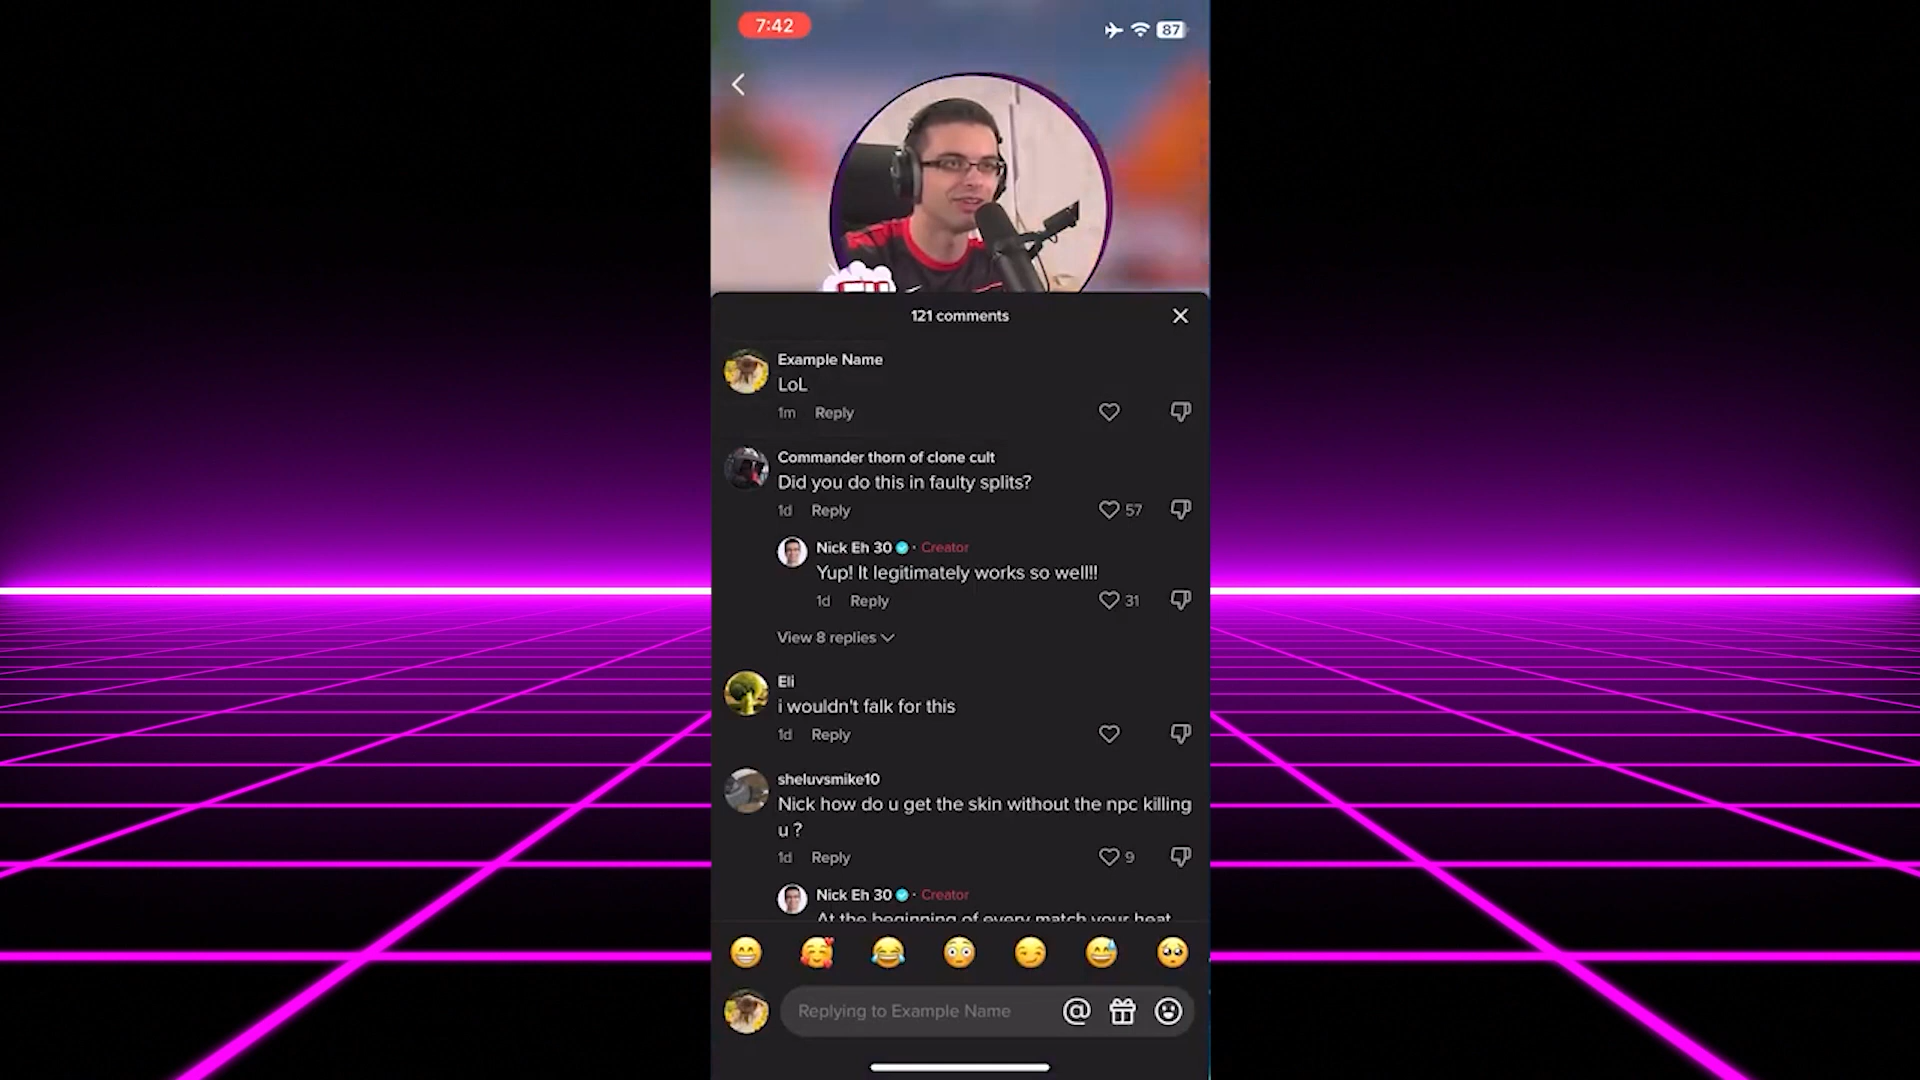 7:42
87
121 comments
Example Name
LoL
1m Reply
Commander thorn of clone cult
Did you do this in faulty splits?
1d Reply 57
Nick Eh 30 · Creator
Yup! It legitimately works so well!!
1d Reply 31
View 8 replies
Eli
i wouldn't falk for this
1d Reply
sheluvsmike10
Nick how do u get the skin without the npc killing
u ?
1d Reply 9
Nick Eh 30 · Creator
At the beginning of every match your heat
Replying to Example Name